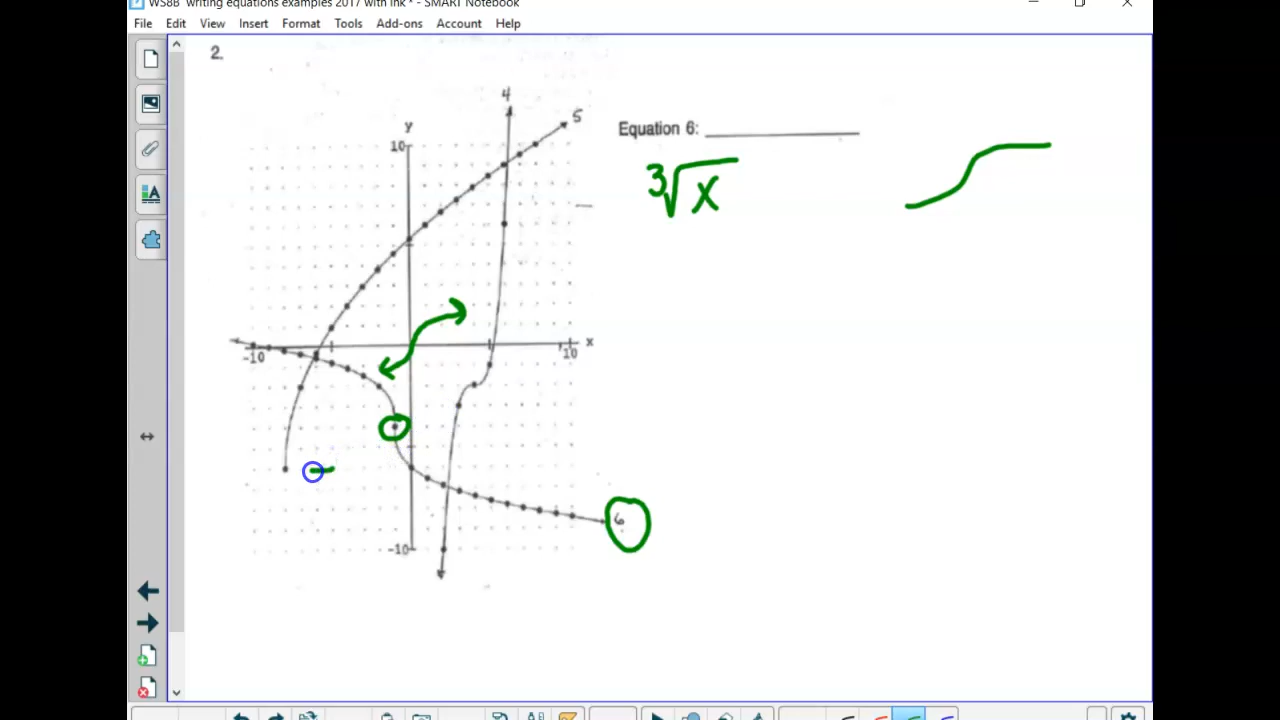 WS8B writing equations examples 2017 with ink * - SMART Notebook
File Edit View Insert Format Tools Add-ons Account Help
2.
4
5
y
10
Equation 6:
3√x
-10
10
x
6
-10